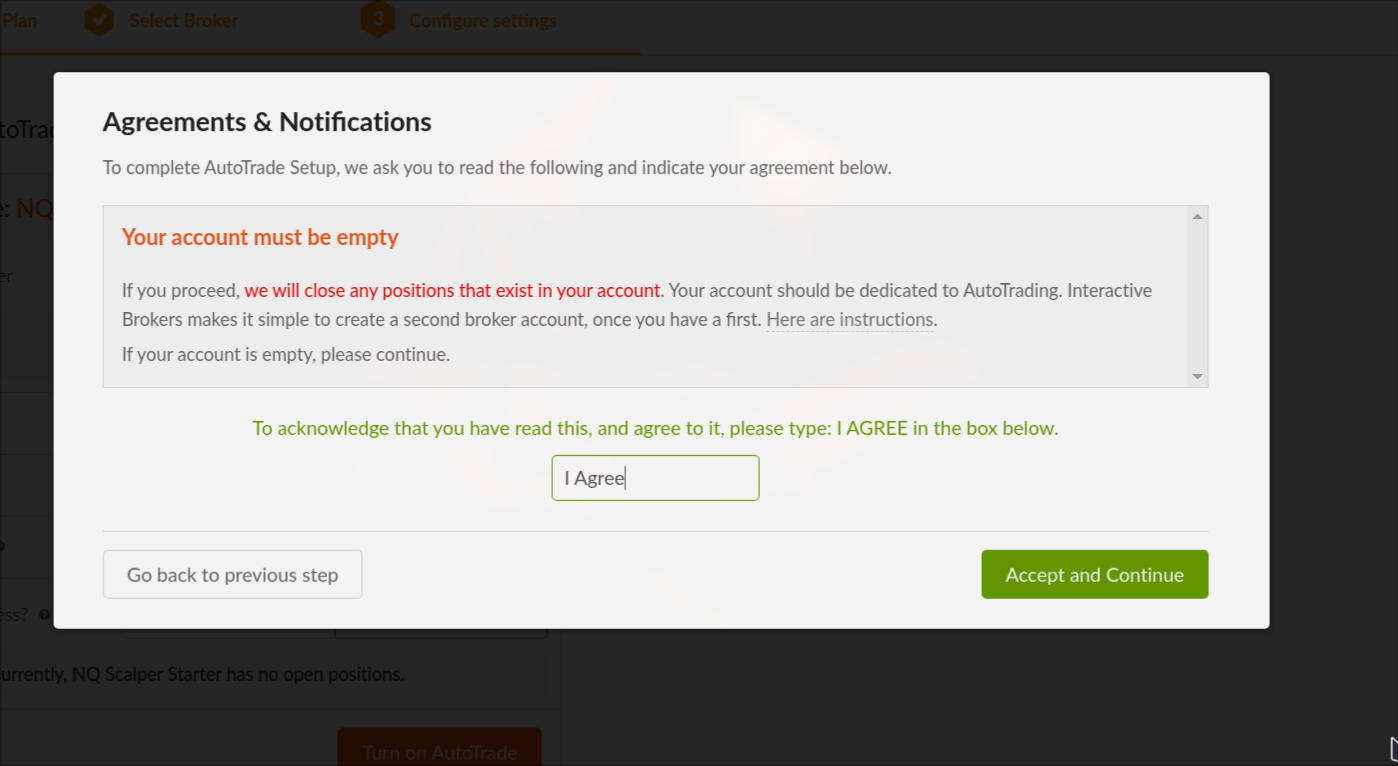 Plan Select Broker 3 Configure settings
Agreements & Notifications
To complete AutoTrade Setup, we ask you to read the following and indicate your agreement below.
Your account must be empty
If you proceed, we will close any positions that exist in your account. Your account should be dedicated to AutoTrading. Interactive
Brokers makes it simple to create a second broker account, once you have a first. Here are instructions.
If your account is empty, please continue.
To acknowledge that you have read this, and agree to it, please type: I AGREE in the box below.
I Agree
Go back to previous step
Accept and Continue
toTrad
: NQ
er
ess?
urrently, NQ Scalper Starter has no open positions.
Turn on AutoTrade